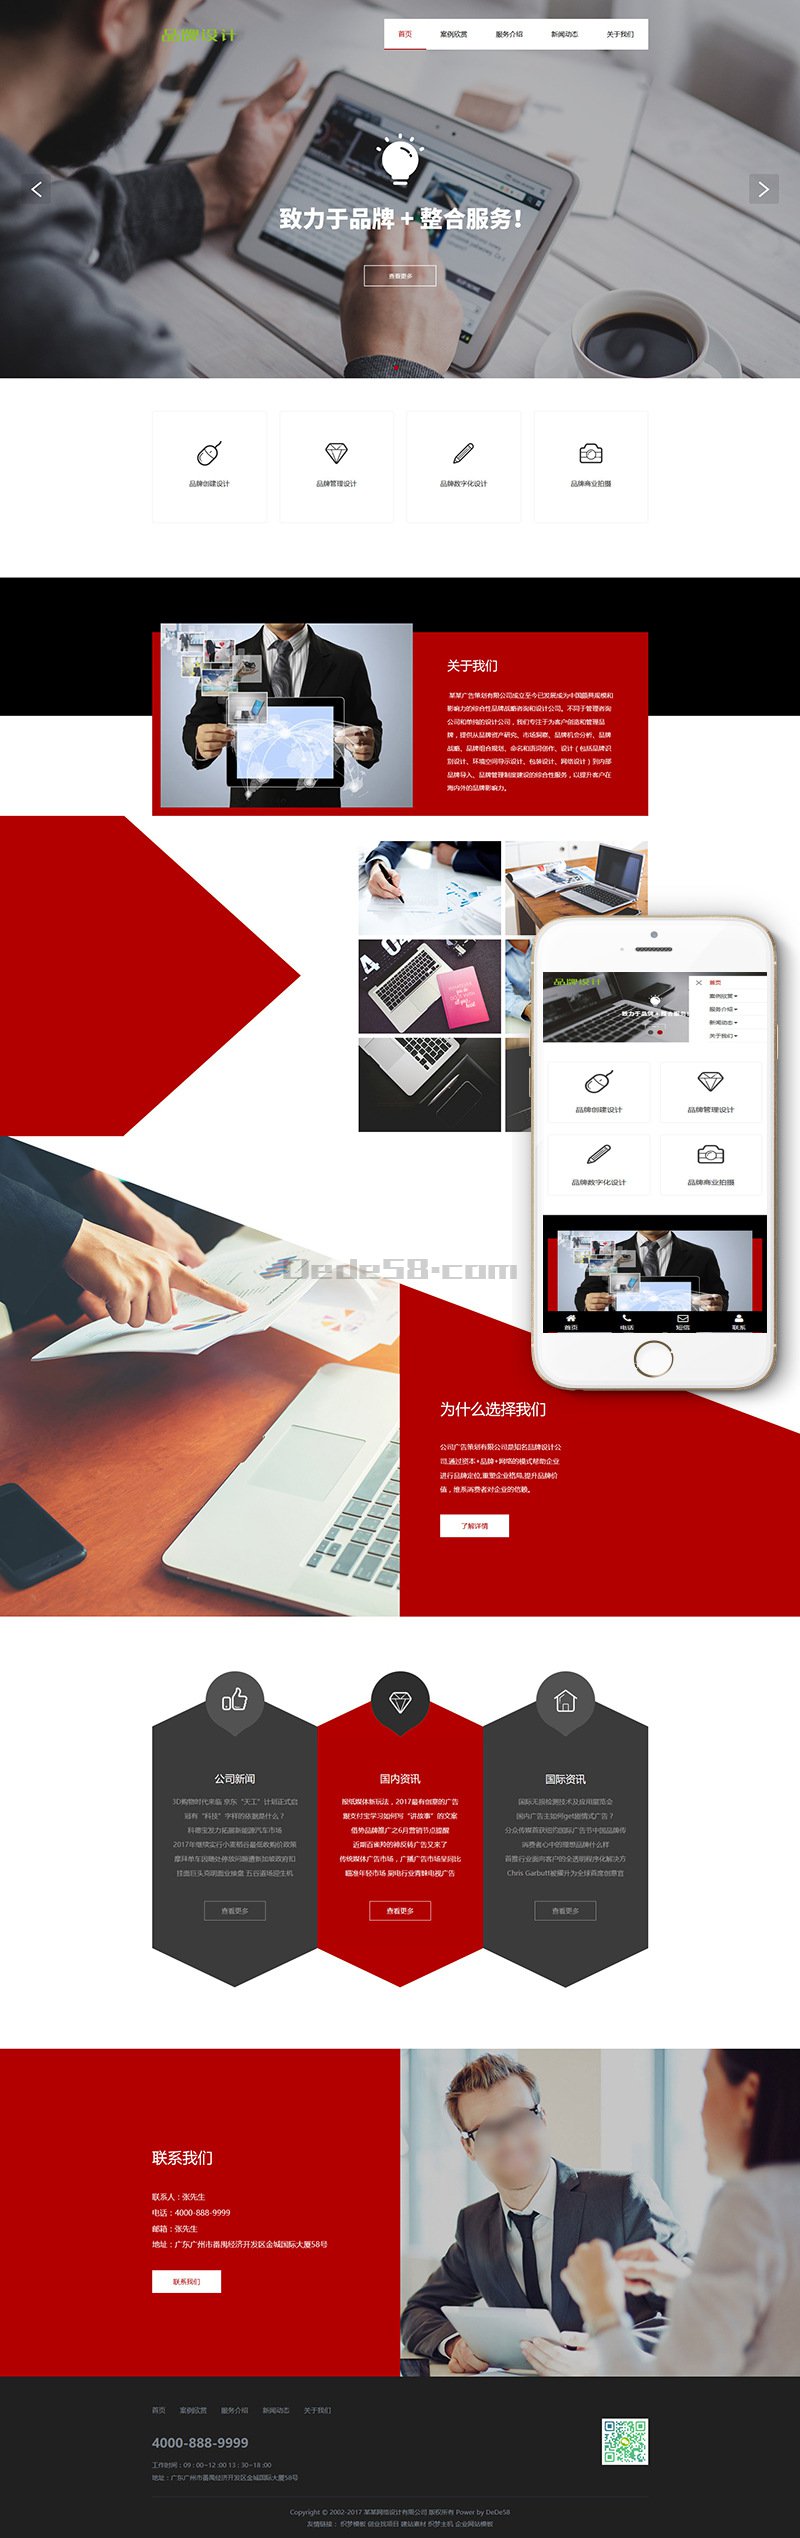 品牌设计
首页 案例欣赏 服务介绍 新闻动态 关于我们
致力于品牌 + 整合服务!
查看更多
品牌创建设计
品牌管理设计
品牌数字化设计
品牌商业拍摄
关于我们
某某广告策划有限公司成立至今已发展成为中国最具规模和
影响力的综合性品牌战略咨询和设计公司。不同于管理咨询
公司和单纯的设计公司，我们专注于为客户创造和管理品
牌，提供从品牌资产研究、市场洞察、品牌机会分析、品牌
战略、品牌组合规划、命名和语词创作、设计（包括品牌识
别设计、环境空间导示设计、包装设计、网络设计）到内部
品牌导入、品牌管理制度建设的综合性服务，以提升客户在
海内外的品牌影响力。
品牌设计
首页
案例欣赏
服务介绍
新闻动态
关于我们
致力于品牌 + 整合服务
品牌创建设计
品牌管理设计
品牌数字化设计
品牌商业拍摄
首页 电话 短信 联系
Dede58.com
为什么选择我们
公司广告策划有限公司是知名品牌设计公
司,通过资本+品牌+网络的模式帮助企业
进行品牌定位,重塑企业格局,提升品牌价
值，维系消费者对企业的信赖。
了解详情
公司新闻
3D购物时代来临 京东“天工”计划正式启
冠有“科技”字样的依据是什么？
科德宝发力拓展新能源汽车市场
2017年继续实行小麦稻谷最低收购价政策
摩拜单车因随处停放问题遭新加坡政府扣
挂面巨头克明面业操盘 五谷道场迎生机
查看更多
国内资讯
报纸媒体新玩法，2017最有创意的广告
跟支付宝学习如何写“讲故事”的文案
借势品牌推广之6月营销节点提醒
近期百雀羚的神反转广告又来了
传统媒体广告市场，广播广告市场呈同比
瞄准年轻市场 厨电行业青睐电视广告
查看更多
国际资讯
国际无损检测技术及应用展览会
国内广告主如何get剧情式广告？
分众传媒首获纽约国际广告节中国品牌传
消费者心中的理想品牌什么样
首推行业面向客户的全透明程序化解决方
Chris Garbutt被擢升为全球首席创意官
查看更多
联系我们
联系人：张先生
电话：4000-888-9999
邮箱：张先生
地址：广东广州市番禺经济开发区金城国际大厦58号
联系我们
首页 案例欣赏 服务介绍 新闻动态 关于我们
4000-888-9999
工作时间：09 : 00~12 :00 13 : 30~18 :00
地址：广东广州市番禺经济开发区金城国际大厦58号
Copyright © 2002-2017 某某网络设计有限公司 版权所有 Power by DeDe58
友情链接： 织梦模板 创业找项目 建站素材 织梦主机 企业网站模板